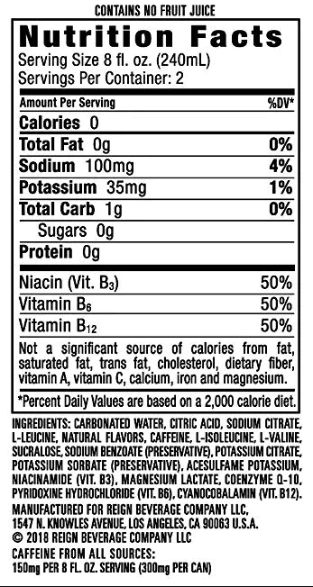 CONTAINS NO FRUIT JUICE
Nutrition Facts
Serving Size 8 fl. oz. (240mL)
Servings Per Container: 2
Amount Per Serving %DV*
Calories 0
Total Fat 0g 0%
Sodium 100mg 4%
Potassium 35mg 1%
Total Carb 1g 0%
Sugars 0g
Protein 0g
Niacin (Vit. B₃) 50%
Vitamin B₆ 50%
Vitamin B₁₂ 50%
Not a significant source of calories from fat,
saturated fat, trans fat, cholesterol, dietary fiber,
vitamin A, vitamin C, calcium, iron and magnesium.
*Percent Daily Values are based on a 2,000 calorie diet.
INGREDIENTS: CARBONATED WATER, CITRIC ACID, SODIUM CITRATE,
L-LEUCINE, NATURAL FLAVORS, CAFFEINE, L-ISOLEUCINE, L-VALINE,
SUCRALOSE, SODIUM BENZOATE (PRESERVATIVE), POTASSIUM CITRATE,
POTASSIUM SORBATE (PRESERVATIVE), ACESULFAME POTASSIUM,
NIACINAMIDE (VIT. B3), MAGNESIUM LACTATE, COENZYME Q-10,
PYRIDOXINE HYDROCHLORIDE (VIT. B6), CYANOCOBALAMIN (VIT. B12).
MANUFACTURED FOR REIGN BEVERAGE COMPANY LLC,
1547 N. KNOWLES AVENUE, LOS ANGELES, CA 90063 U.S.A.
© 2018 REIGN BEVERAGE COMPANY LLC
CAFFEINE FROM ALL SOURCES:
150mg PER 8 FL. OZ. SERVING (300mg PER CAN)